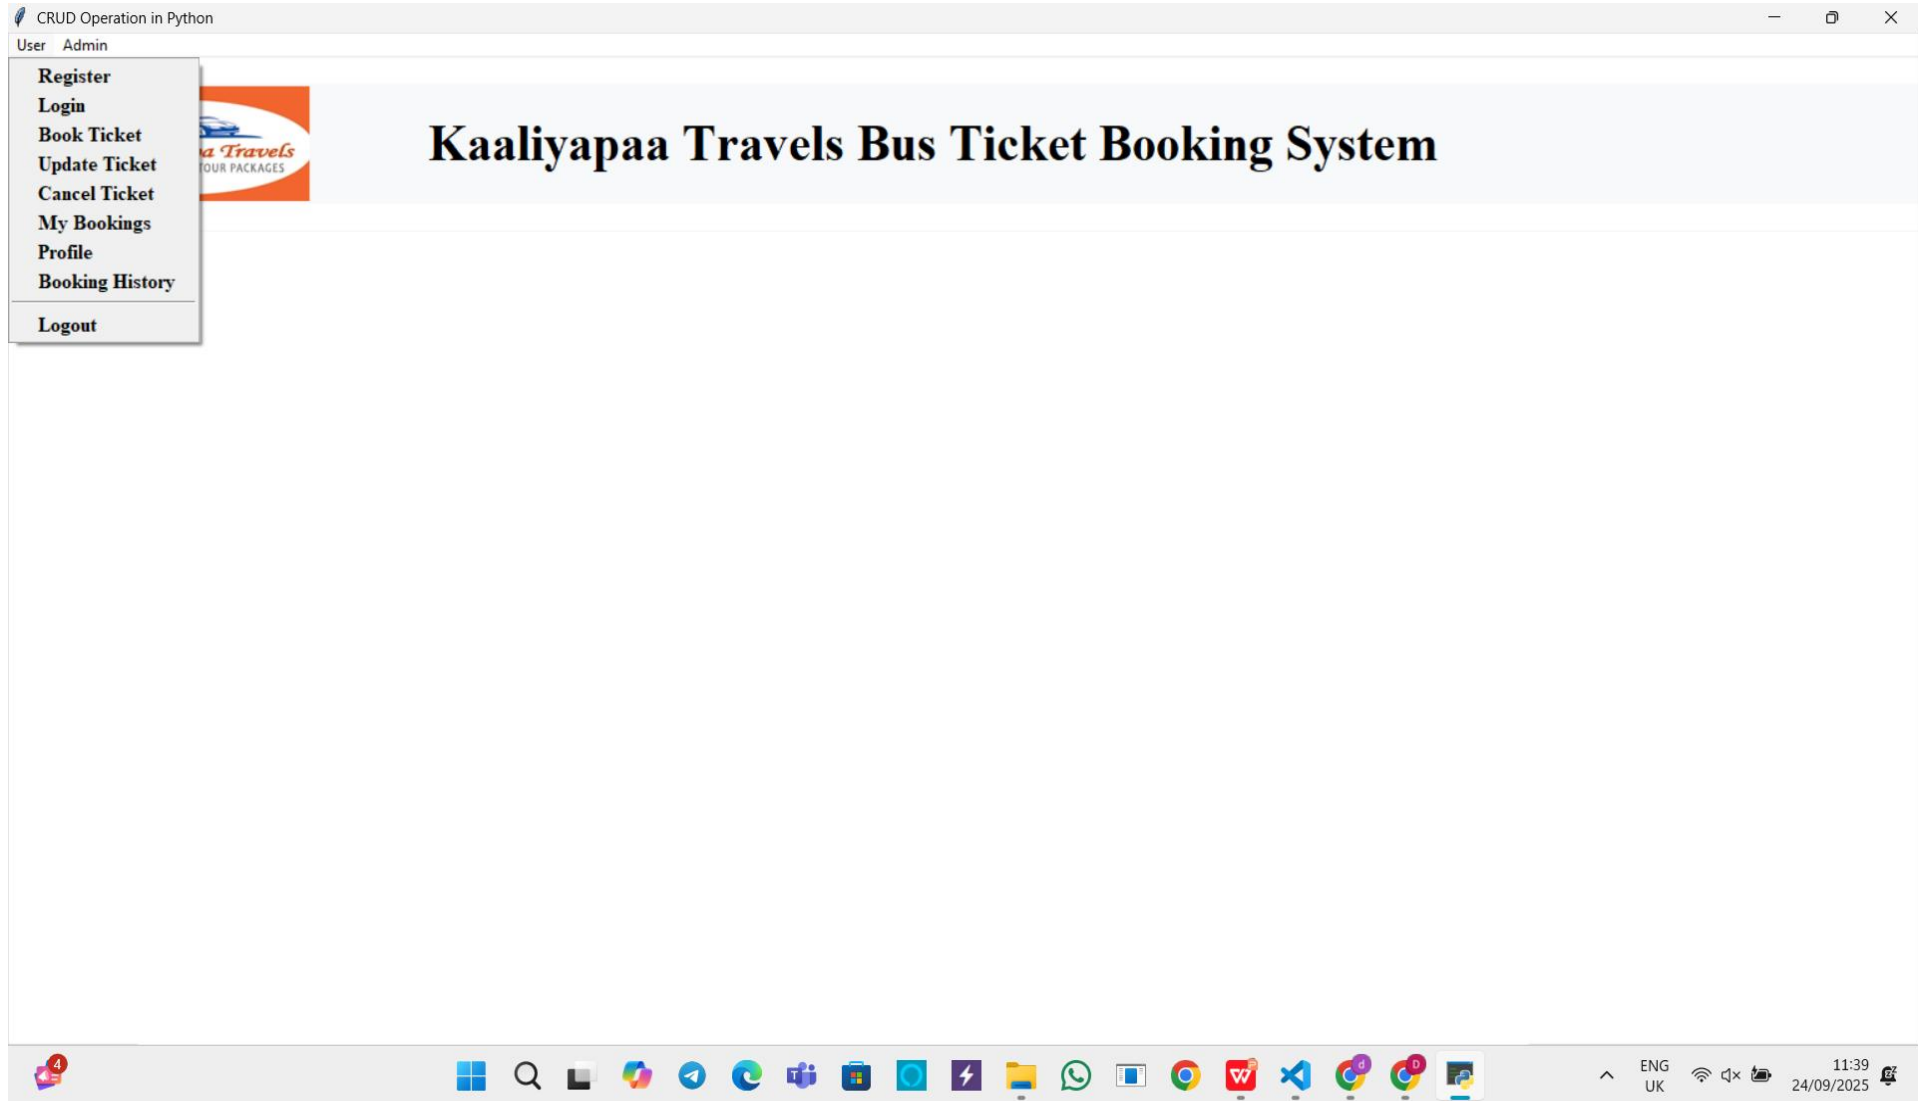 CRUD Operation in Python
User Admin
Register
Login
Book Ticket
Update Ticket
Cancel Ticket
My Bookings
Profile
Booking History
Logout
a Travels
OUR PACKAGES
Kaaliyapaa Travels Bus Ticket Booking System
4
d
D
ENG
UK
11:39
24/09/2025